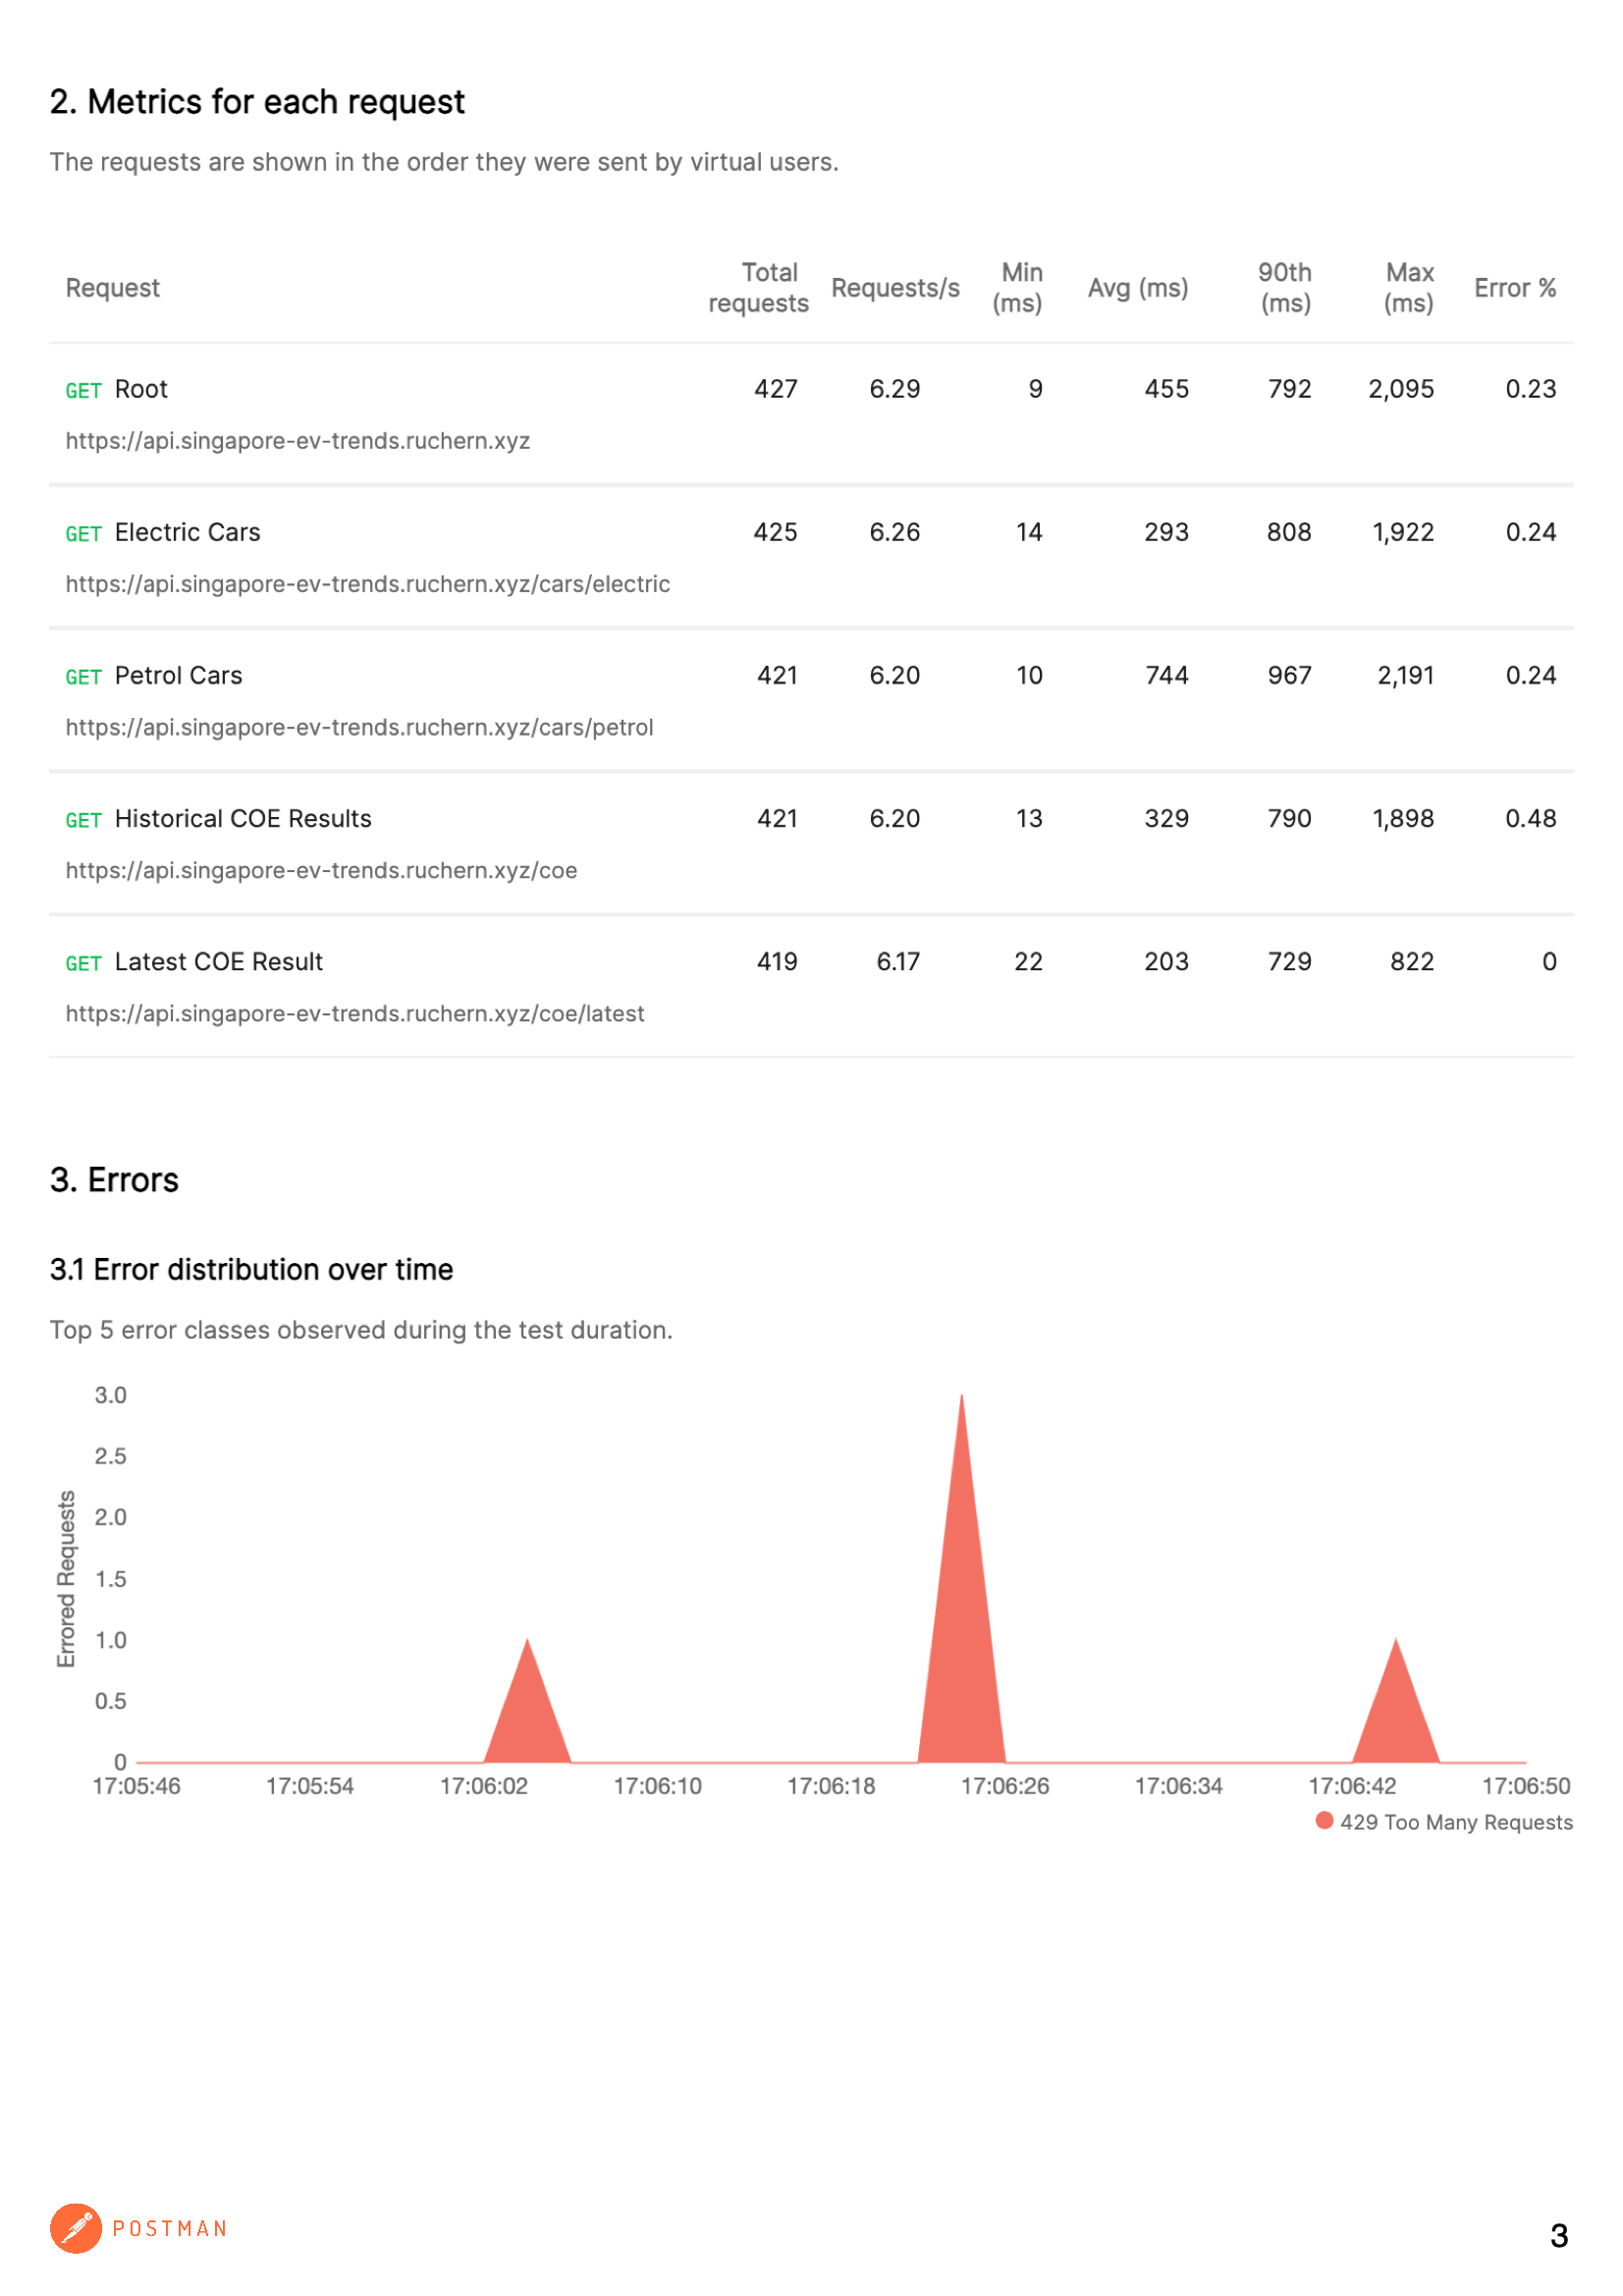 2. Metrics for each request
The requests are shown in the order they were sent by virtual users.
Request Total requests Requests/s Min (ms) Avg (ms) 90th (ms) Max (ms) Error %
GET Root 427 6.29 9 455 792 2,095 0.23
https://api.singapore-ev-trends.ruchern.xyz
GET Electric Cars 425 6.26 14 293 808 1,922 0.24
https://api.singapore-ev-trends.ruchern.xyz/cars/electric
GET Petrol Cars 421 6.20 10 744 967 2,191 0.24
https://api.singapore-ev-trends.ruchern.xyz/cars/petrol
GET Historical COE Results 421 6.20 13 329 790 1,898 0.48
https://api.singapore-ev-trends.ruchern.xyz/coe
GET Latest COE Result 419 6.17 22 203 729 822 0
https://api.singapore-ev-trends.ruchern.xyz/coe/latest
3. Errors
3.1 Error distribution over time
Top 5 error classes observed during the test duration.
Errored Requests
3.0
2.5
2.0
1.5
1.0
0.5
0
17:05:46 17:05:54 17:06:02 17:06:10 17:06:18 17:06:26 17:06:34 17:06:42 17:06:50
429 Too Many Requests
POSTMAN
3